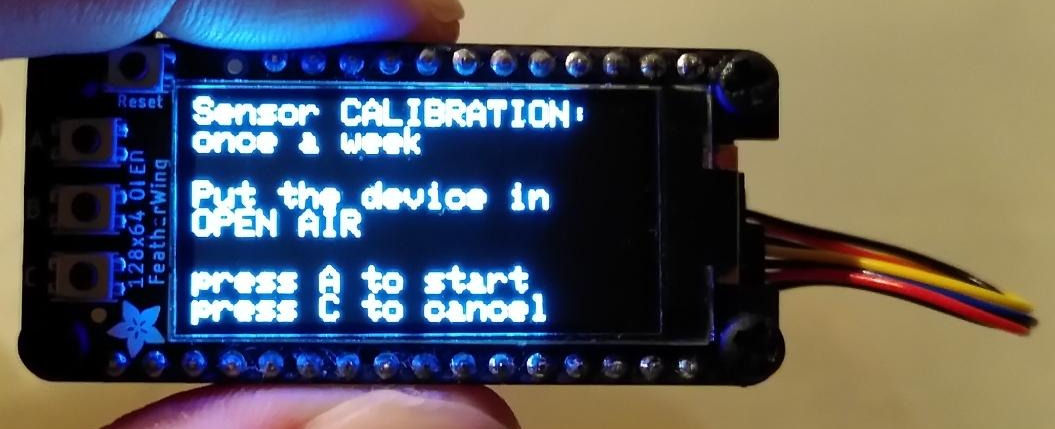 Reset
Sensor CALIBRATION:
once a week
Put the device in
OPEN AIR
press A to start
press C to cancel
A
B
C
128x64 OLED
FeatherWing